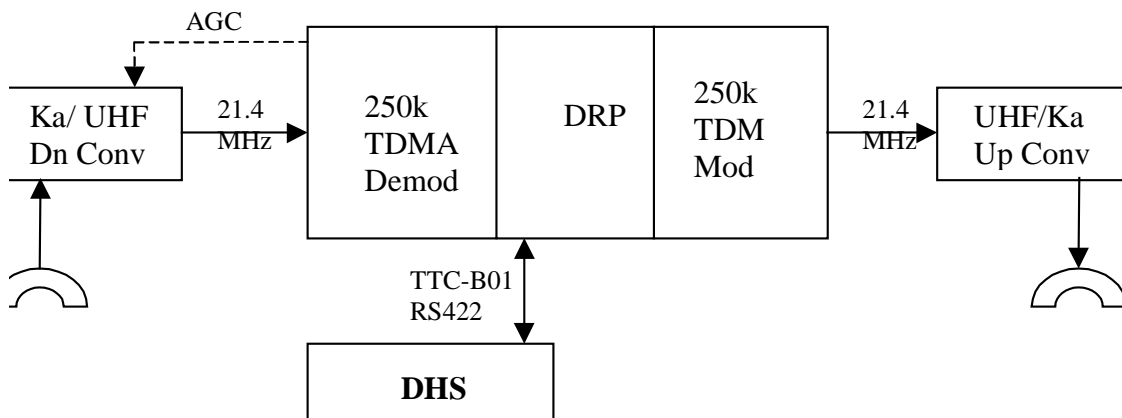 AGC
Ka/ UHF
Dn Conv
21.4
MHz
250k
TDMA
Demod
DRP
250k
TDM
Mod
21.4
MHz
UHF/Ka
Up Conv
TTC-B01
RS422
DHS